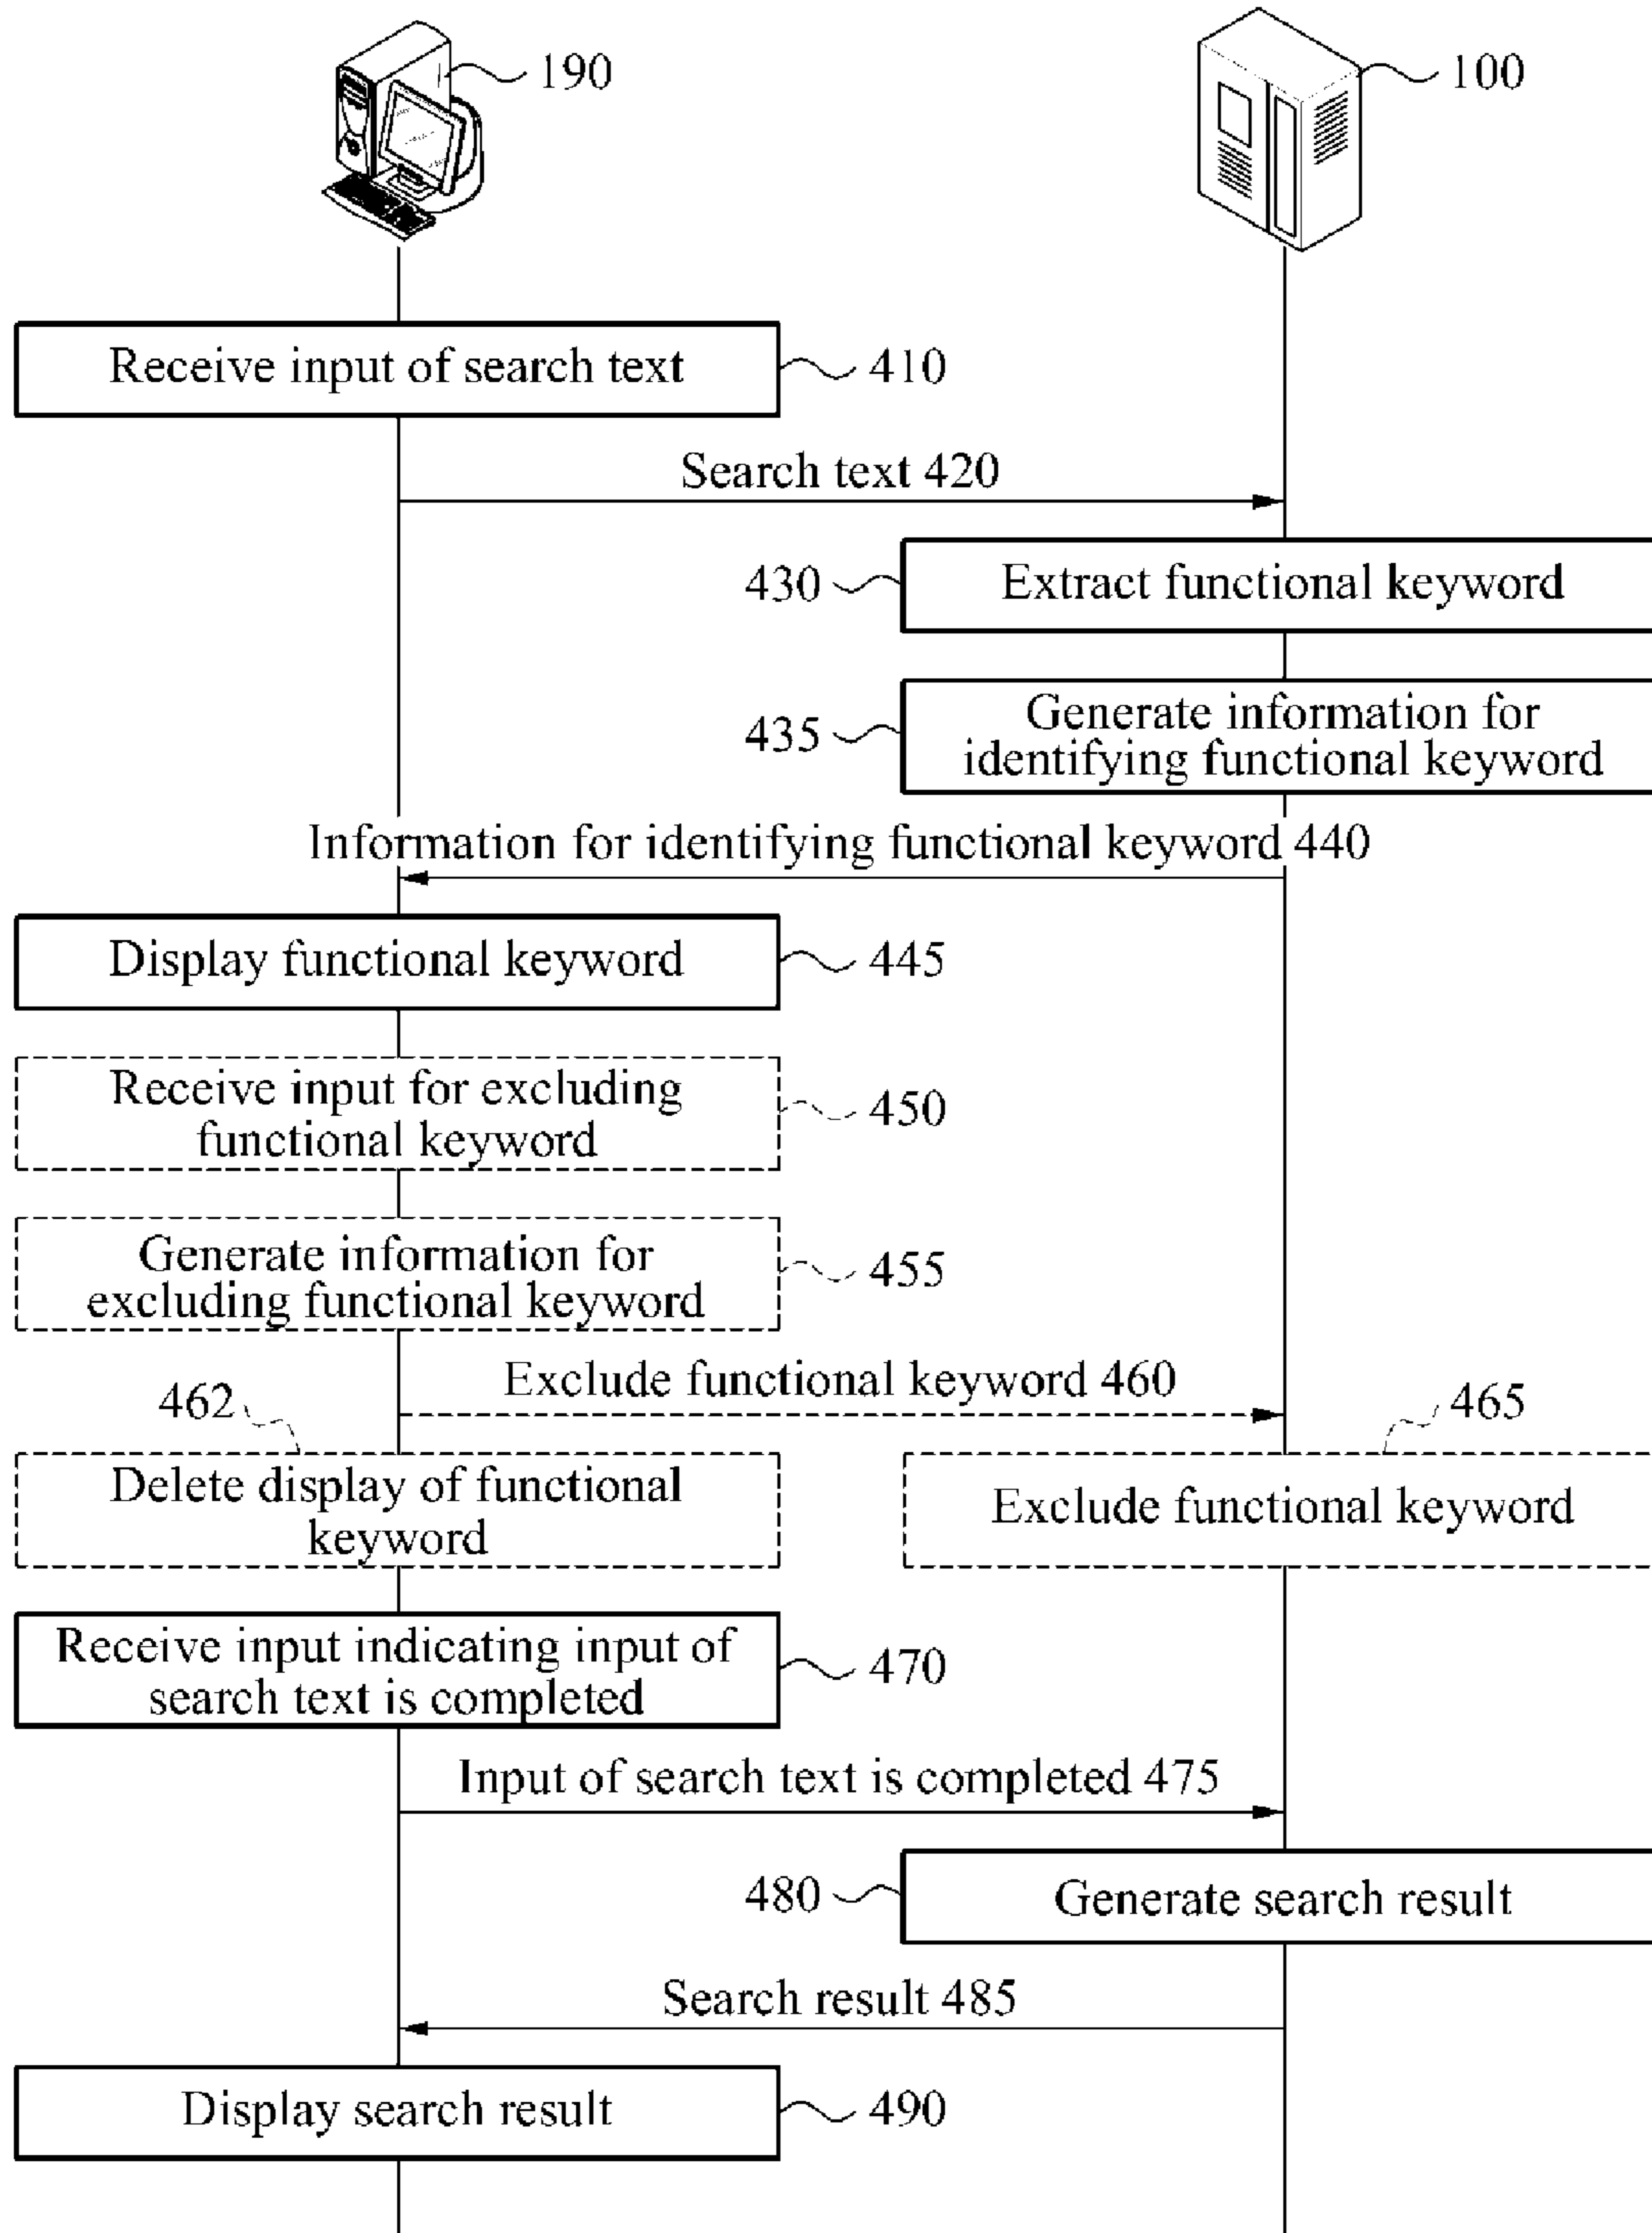 190
100
Receive input of search text
410
Search text 420
430
Extract functional keyword
435
Generate information for
identifying functional keyword
Information for identifying functional keyword 440
Display functional keyword
445
Receive input for excluding
functional keyword
450
Generate information for
excluding functional keyword
455
Exclude functional keyword 460
462
465
Delete display of functional
keyword
Exclude functional keyword
Receive input indicating input of
search text is completed
470
Input of search text is completed 475
480
Generate search result
Search result 485
Display search result
490